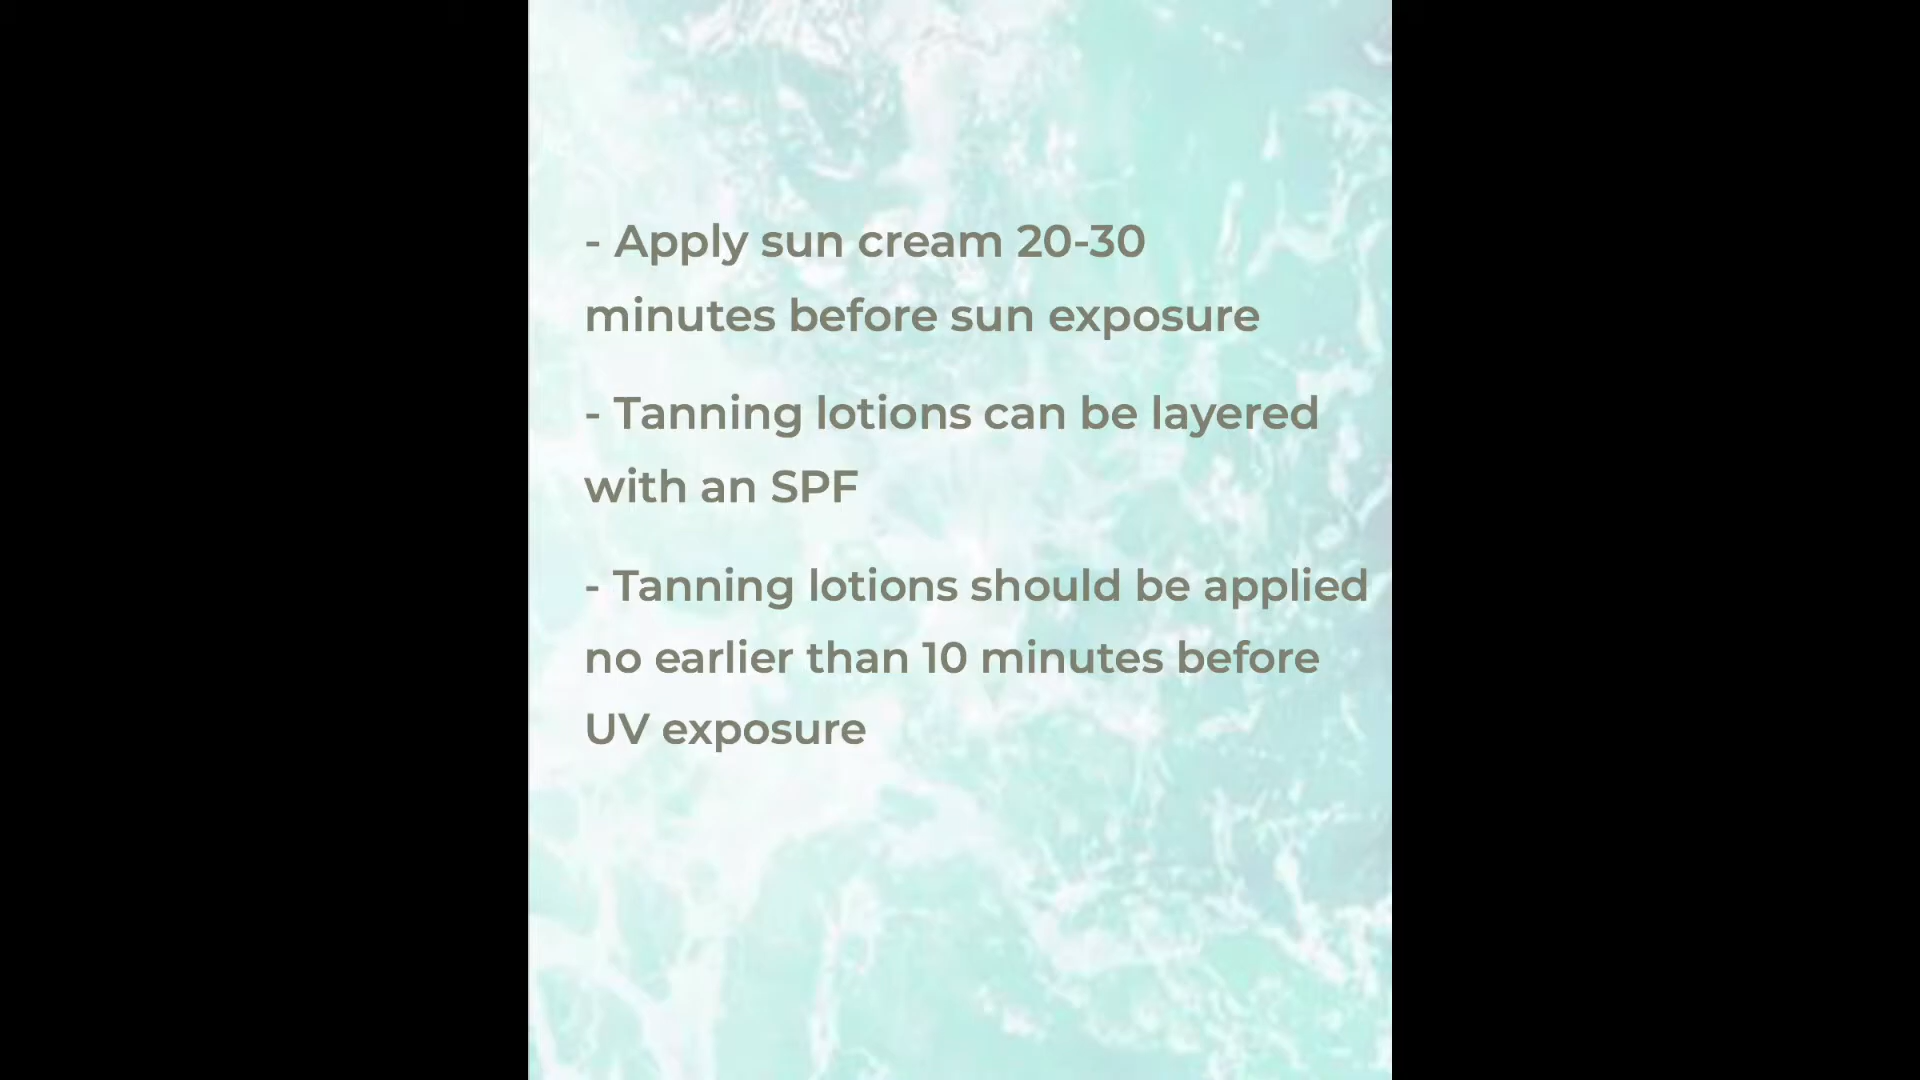 - Apply sun cream 20-30
minutes before sun exposure
- Tanning lotions can be layered
with an SPF
- Tanning lotions should be applied
no earlier than 10 minutes before
UV exposure